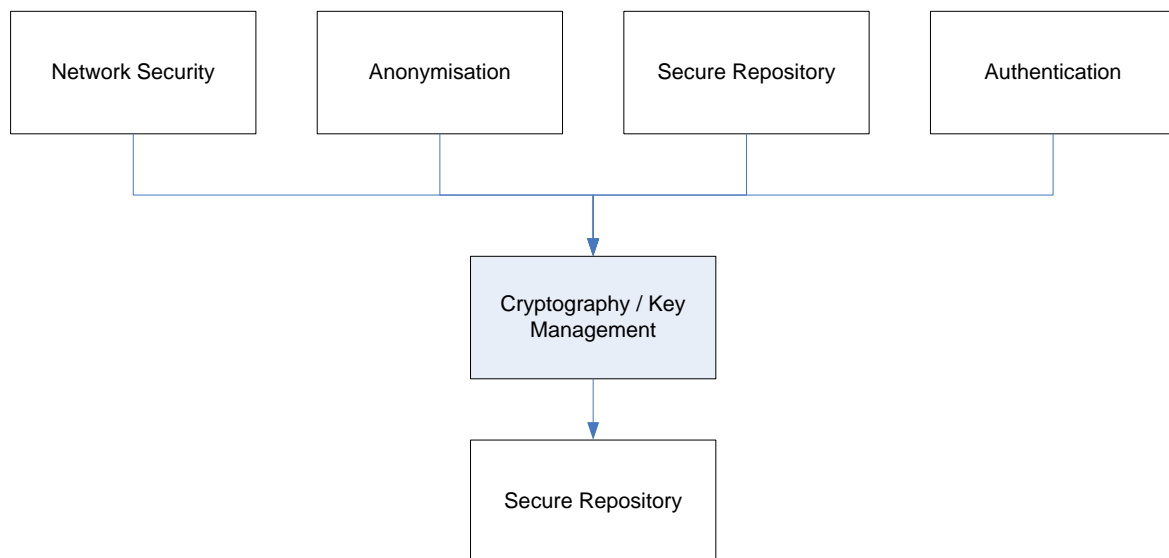 Network Security
Anonymisation
Secure Repository
Authentication
Cryptography / Key
Management
Secure Repository